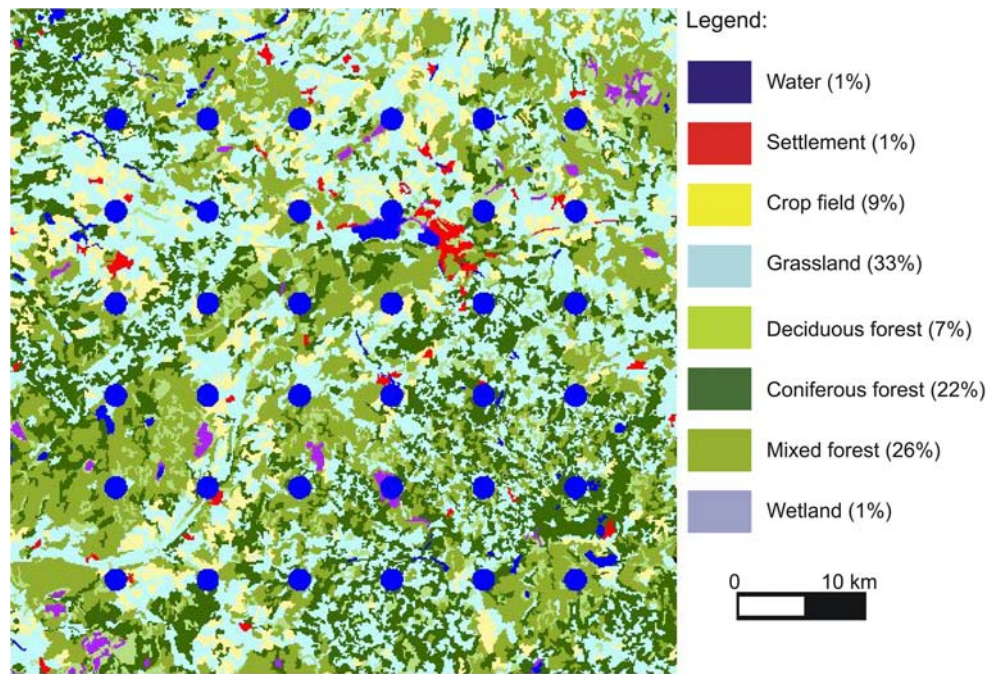 Legend:
Water (1%)
Settlement (1%)
Crop field (9%)
Grassland (33%)
Deciduous forest (7%)
Coniferous forest (22%)
Mixed forest (26%)
Wetland (1%)
0 10 km